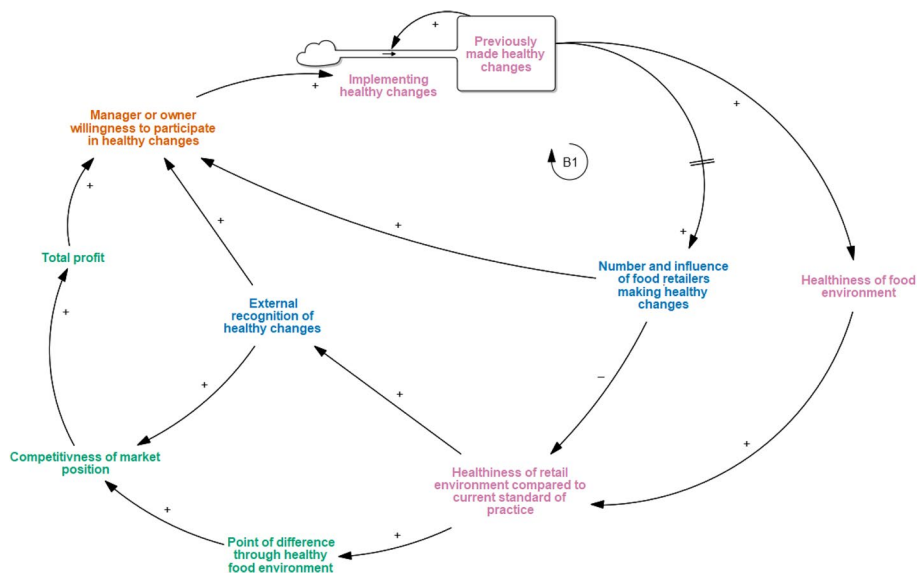 Previously
made healthy
changes
+
Implementing
healthy changes
+
+
Manager or owner
willingness to participate
in healthy changes
B1
+
+
+
+
Total profit
Number and influence
of food retailers
making healthy
changes
Healthiness of food
environment
External
recognition of
healthy changes
+
+
–
+
+
Competitivness of market
position
Healthiness of retail
environment compared to
current standard of
practice
+
+
Point of difference
through healthy
food environment